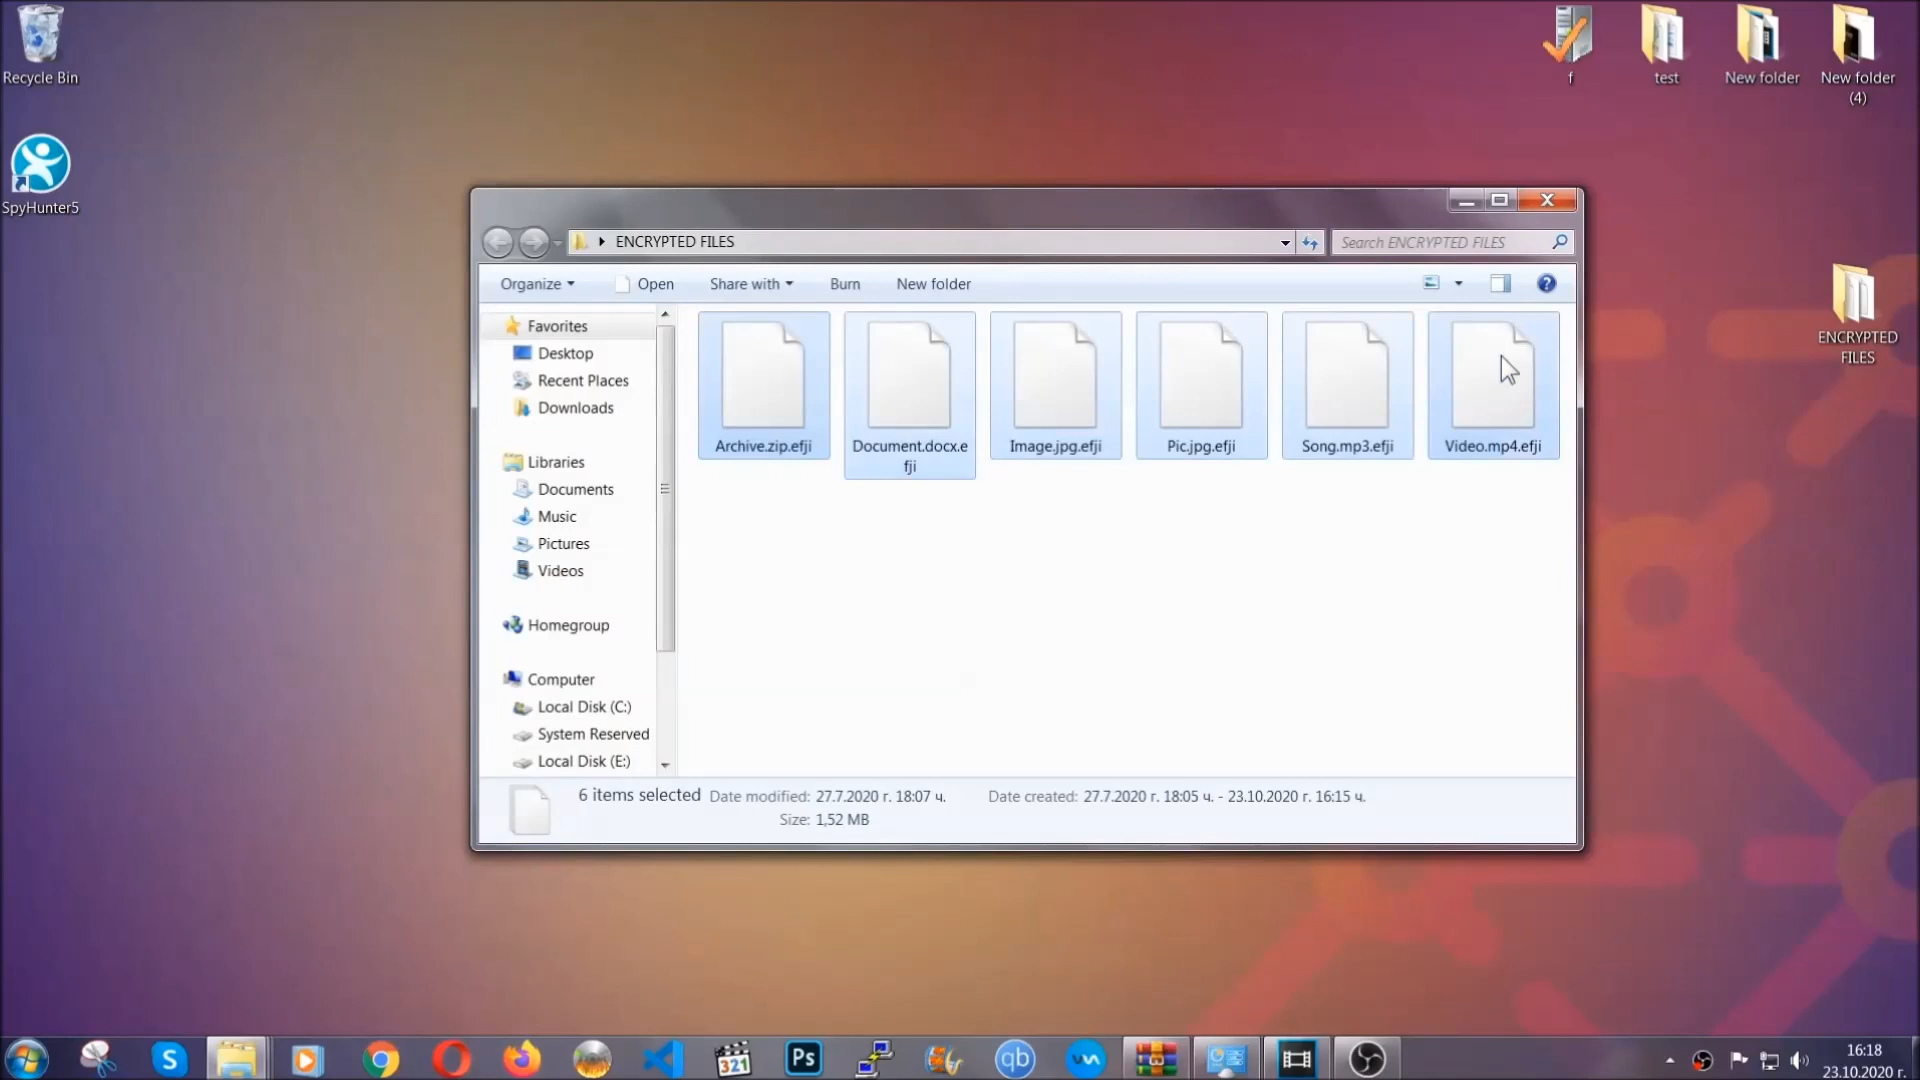 Recycle Bin
SpyHunter5
f
test
New folder
New folder
(4)
ENCRYPTED
FILES
ENCRYPTED FILES
Search ENCRYPTED FILES
Organize
Open
Share with
Burn
New folder
Favorites
Desktop
Recent Places
Downloads
Libraries
Documents
Music
Pictures
Videos
Homegroup
Computer
Local Disk (C:)
System Reserved
Local Disk (E:)
Archive.zip.efji
Document.docx.e
fji
Image.jpg.efji
Pic.jpg.efji
Song.mp3.efji
Video.mp4.efji
6 items selected Date modified: 27.7.2020 г. 18:07 ч. Date created: 27.7.2020 г. 18:05 ч. - 23.10.2020 г. 16:15 ч.
Size: 1,52 MB
S
321
Ps
qb
16:18
23.10.2020 г.